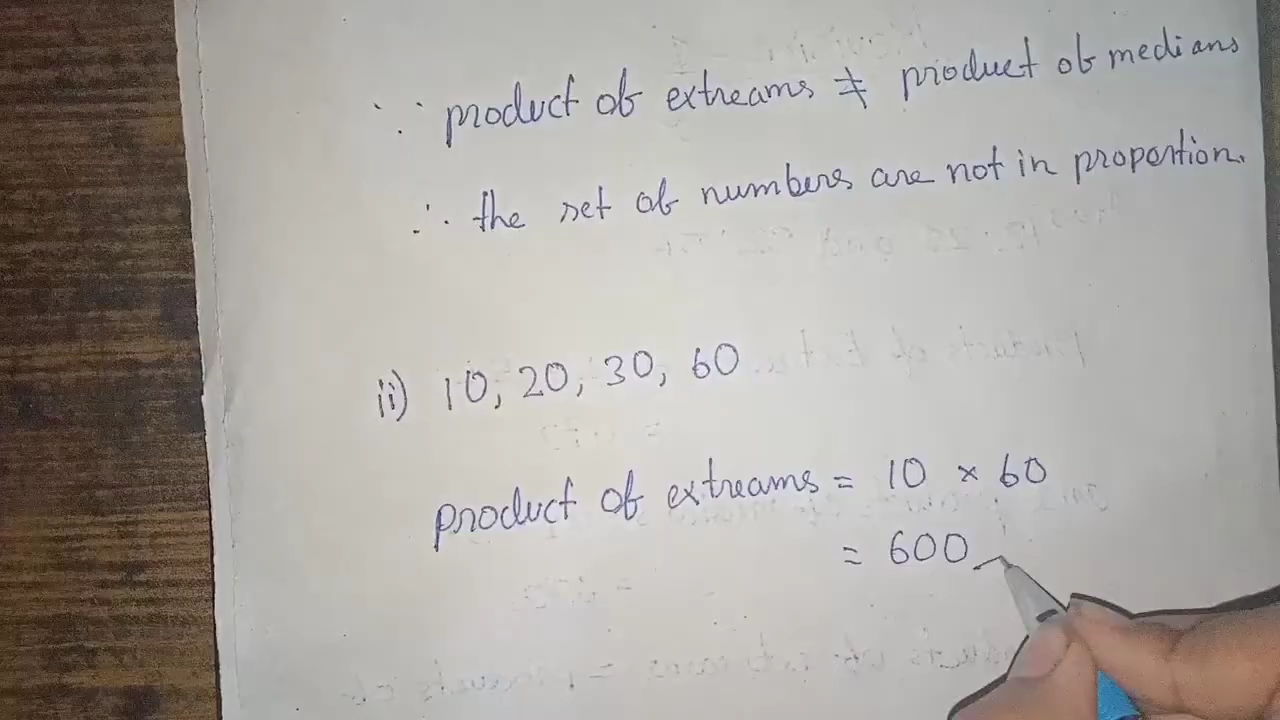 ∵ product of extreams ≠ product of medians
∴ the set of numbers are not in proportion.
ii) 10, 20, 30, 60
product of extreams = 10 × 60
= 600